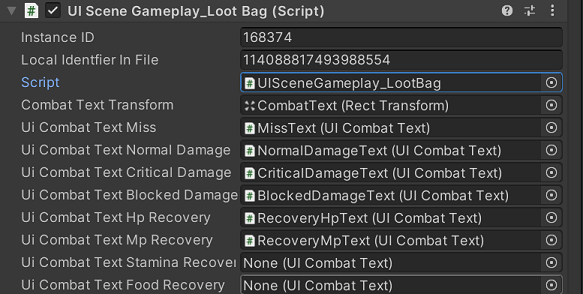 UI Scene Gameplay_Loot Bag (Script)
Instance ID 168374
Local Identfier In File 114088817493988554
Script UISceneGameplay_LootBag
Combat Text Transform CombatText (Rect Transform)
Ui Combat Text Miss MissText (UI Combat Text)
Ui Combat Text Normal Damage NormalDamageText (UI Combat Text)
Ui Combat Text Critical Damage CriticalDamageText (UI Combat Text)
Ui Combat Text Blocked Damage BlockedDamageText (UI Combat Text)
Ui Combat Text Hp Recovery RecoveryHpText (UI Combat Text)
Ui Combat Text Mp Recovery RecoveryMpText (UI Combat Text)
Ui Combat Text Stamina Recover None (UI Combat Text)
Ui Combat Text Food Recovery None (UI Combat Text)